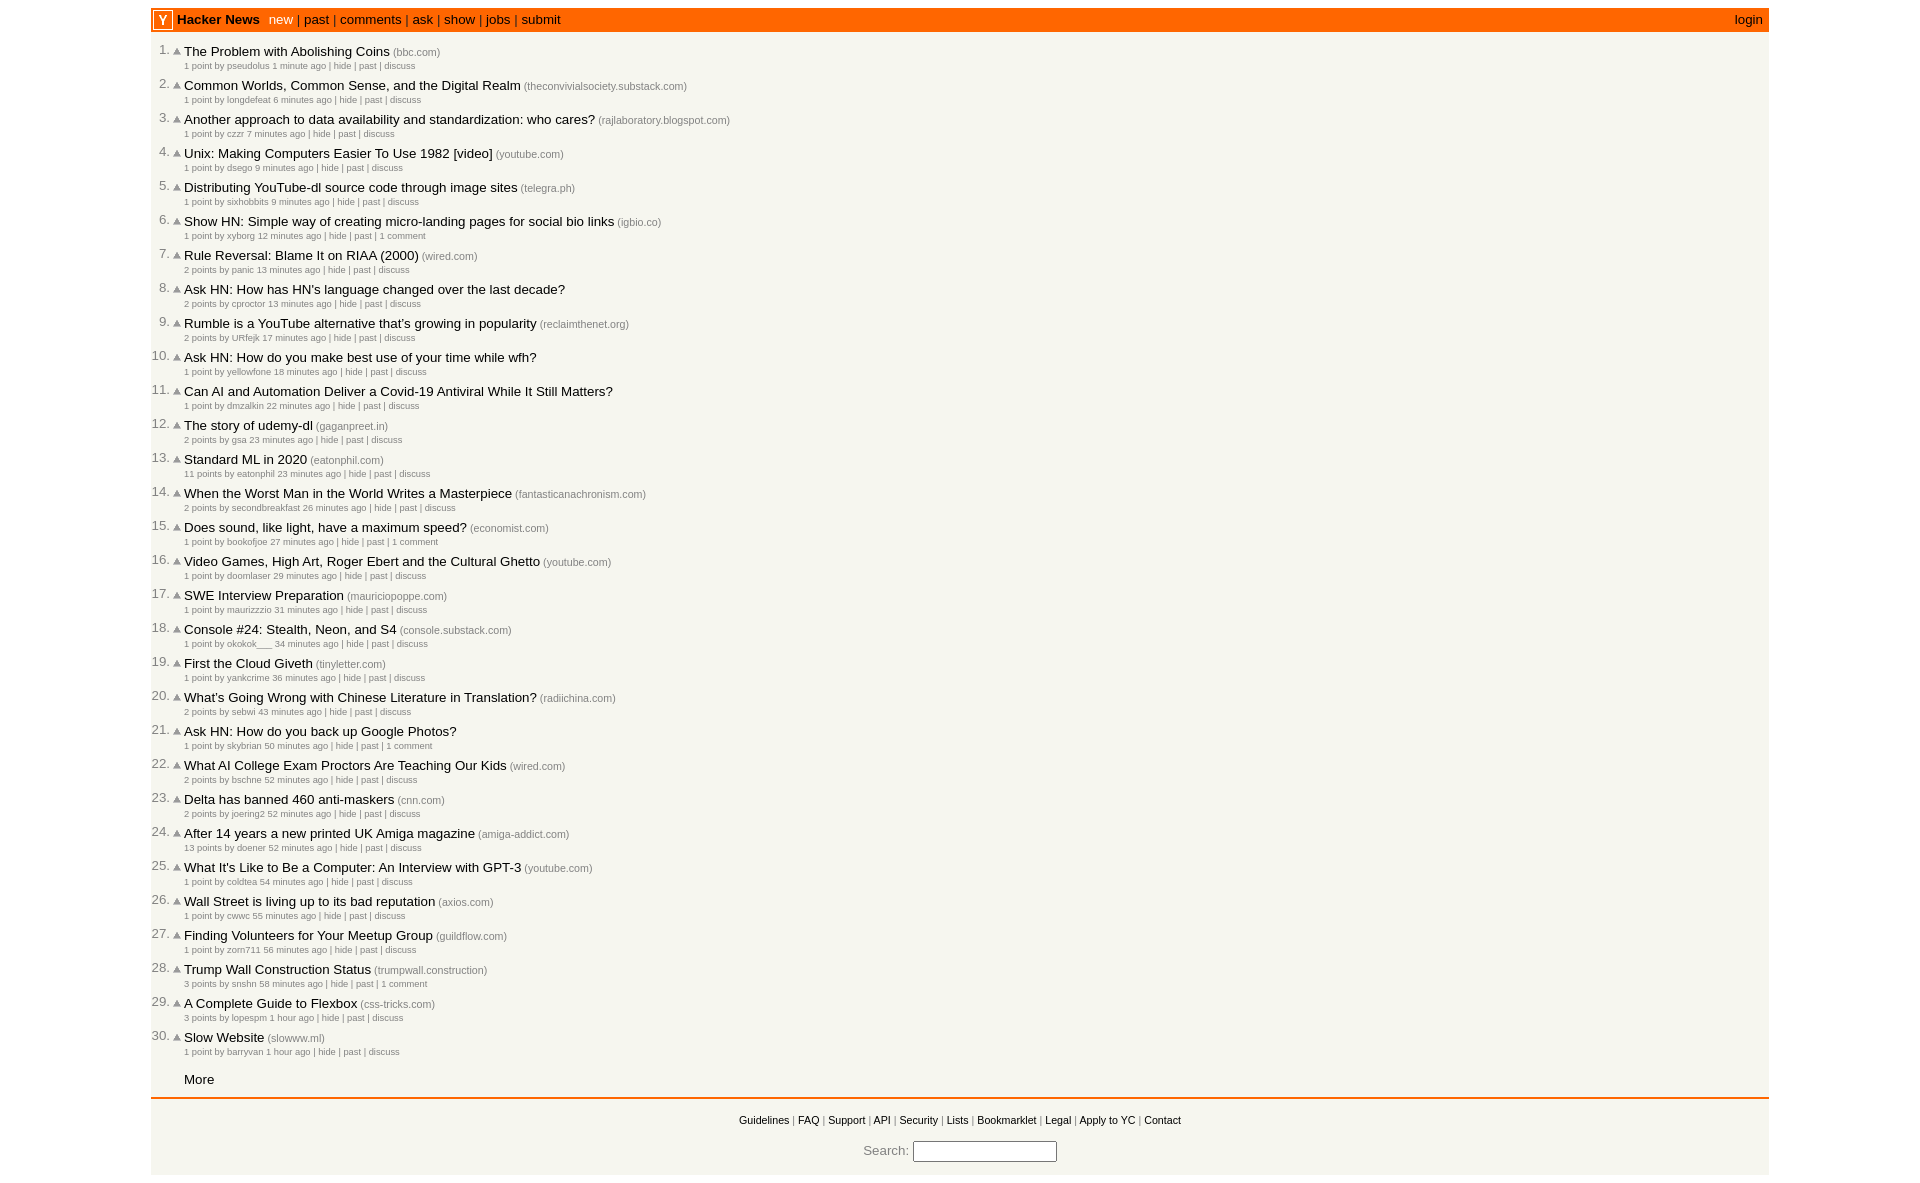 Y Hacker News new | past | comments | ask | show | jobs | submit login
1. The Problem with Abolishing Coins (bbc.com)
1 point by pseudolus 1 minute ago | hide | past | discuss
2. Common Worlds, Common Sense, and the Digital Realm (theconvivialsociety.substack.com)
1 point by longdefeat 6 minutes ago | hide | past | discuss
3. Another approach to data availability and standardization: who cares? (rajlaboratory.blogspot.com)
1 point by czzr 7 minutes ago | hide | past | discuss
4. Unix: Making Computers Easier To Use 1982 [video] (youtube.com)
1 point by dsego 9 minutes ago | hide | past | discuss
5. Distributing YouTube-dl source code through image sites (telegra.ph)
1 point by sixhobbits 9 minutes ago | hide | past | discuss
6. Show HN: Simple way of creating micro-landing pages for social bio links (igbio.co)
1 point by xyborg 12 minutes ago | hide | past | 1 comment
7. Rule Reversal: Blame It on RIAA (2000) (wired.com)
2 points by panic 13 minutes ago | hide | past | discuss
8. Ask HN: How has HN's language changed over the last decade?
2 points by cproctor 13 minutes ago | hide | past | discuss
9. Rumble is a YouTube alternative that’s growing in popularity (reclaimthenet.org)
2 points by URfejk 17 minutes ago | hide | past | discuss
10. Ask HN: How do you make best use of your time while wfh?
1 point by yellowfone 18 minutes ago | hide | past | discuss
11. Can AI and Automation Deliver a Covid-19 Antiviral While It Still Matters?
1 point by dmzalkin 22 minutes ago | hide | past | discuss
12. The story of udemy-dl (gaganpreet.in)
2 points by gsa 23 minutes ago | hide | past | discuss
13. Standard ML in 2020 (eatonphil.com)
11 points by eatonphil 23 minutes ago | hide | past | discuss
14. When the Worst Man in the World Writes a Masterpiece (fantasticanachronism.com)
2 points by secondbreakfast 26 minutes ago | hide | past | discuss
15. Does sound, like light, have a maximum speed? (economist.com)
1 point by bookofjoe 27 minutes ago | hide | past | 1 comment
16. Video Games, High Art, Roger Ebert and the Cultural Ghetto (youtube.com)
1 point by doomlaser 29 minutes ago | hide | past | discuss
17. SWE Interview Preparation (mauriciopoppe.com)
1 point by maurizzzio 31 minutes ago | hide | past | discuss
18. Console #24: Stealth, Neon, and S4 (console.substack.com)
1 point by okokok___ 34 minutes ago | hide | past | discuss
19. First the Cloud Giveth (tinyletter.com)
1 point by yankcrime 36 minutes ago | hide | past | discuss
20. What’s Going Wrong with Chinese Literature in Translation? (radiichina.com)
2 points by sebwi 43 minutes ago | hide | past | discuss
21. Ask HN: How do you back up Google Photos?
1 point by skybrian 50 minutes ago | hide | past | 1 comment
22. What AI College Exam Proctors Are Teaching Our Kids (wired.com)
2 points by bschne 52 minutes ago | hide | past | discuss
23. Delta has banned 460 anti-maskers (cnn.com)
2 points by joering2 52 minutes ago | hide | past | discuss
24. After 14 years a new printed UK Amiga magazine (amiga-addict.com)
13 points by doener 52 minutes ago | hide | past | discuss
25. What It's Like to Be a Computer: An Interview with GPT-3 (youtube.com)
1 point by coldtea 54 minutes ago | hide | past | discuss
26. Wall Street is living up to its bad reputation (axios.com)
1 point by cwwc 55 minutes ago | hide | past | discuss
27. Finding Volunteers for Your Meetup Group (guildflow.com)
1 point by zorn711 56 minutes ago | hide | past | discuss
28. Trump Wall Construction Status (trumpwall.construction)
3 points by snshn 58 minutes ago | hide | past | 1 comment
29. A Complete Guide to Flexbox (css-tricks.com)
3 points by lopespm 1 hour ago | hide | past | discuss
30. Slow Website (slowww.ml)
1 point by barryvan 1 hour ago | hide | past | discuss
More
Guidelines | FAQ | Support | API | Security | Lists | Bookmarklet | Legal | Apply to YC | Contact
Search: